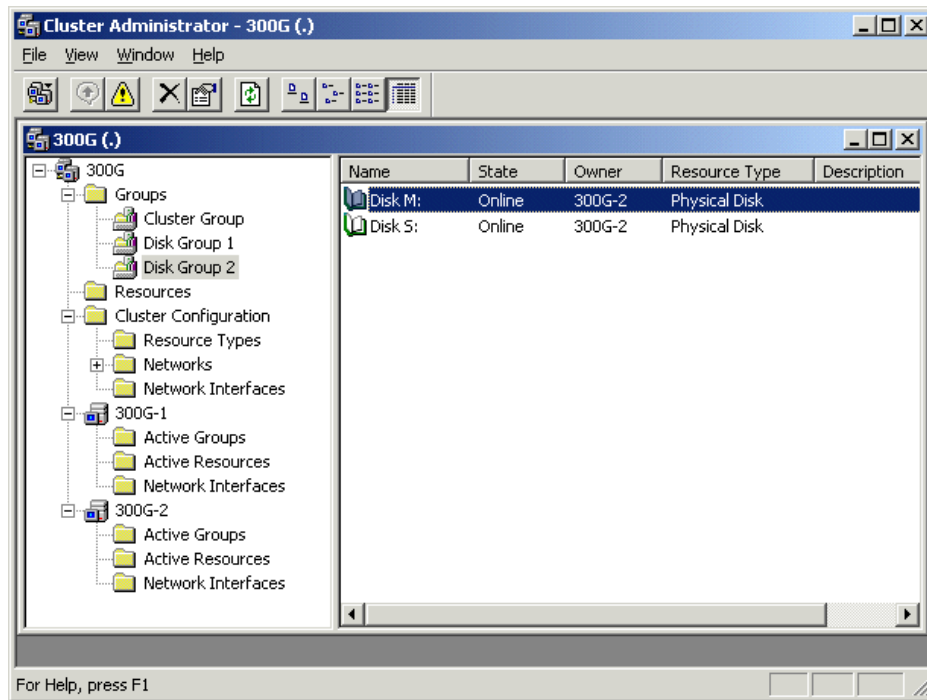 Cluster Administrator - 300G (.)
File View Window Help
300G (.)
300G
Groups
Cluster Group
Disk Group 1
Disk Group 2
Resources
Cluster Configuration
Resource Types
Networks
Network Interfaces
300G-1
Active Groups
Active Resources
Network Interfaces
300G-2
Active Groups
Active Resources
Network Interfaces
Name State Owner Resource Type Description
Disk M: Online 300G-2 Physical Disk
Disk S: Online 300G-2 Physical Disk
For Help, press F1